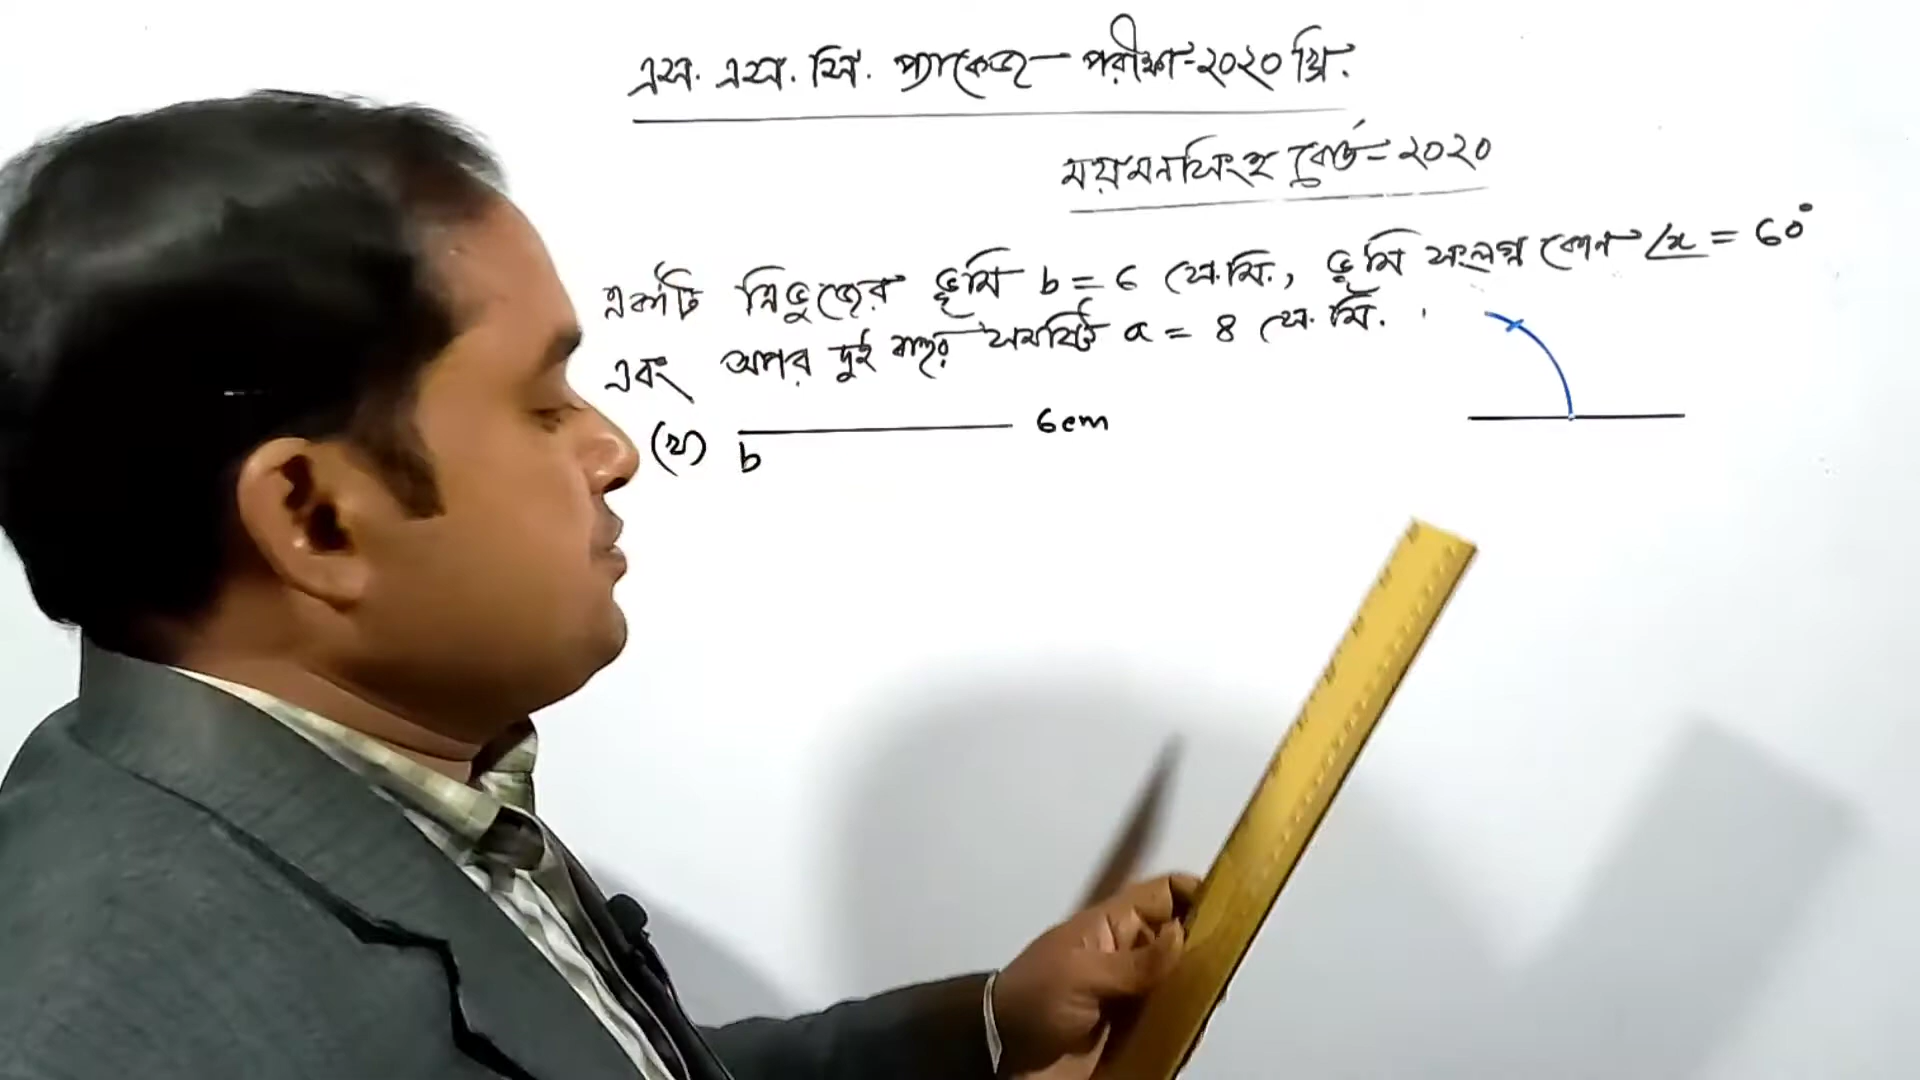 এস. এস. সি. প্যাকেজ — পরীক্ষা-২০২০ খ্রি.
ময়মনসিংহ বোর্ড-২০২০
একটি ত্রিভুজের ভূমি b = 6 সে.মি., ভূমি সংলগ্ন কোণ ∠x = 60°
এবং অপর দুই বাহুর সমষ্টি a = 8 সে. মি.
(খ) 6cm
b